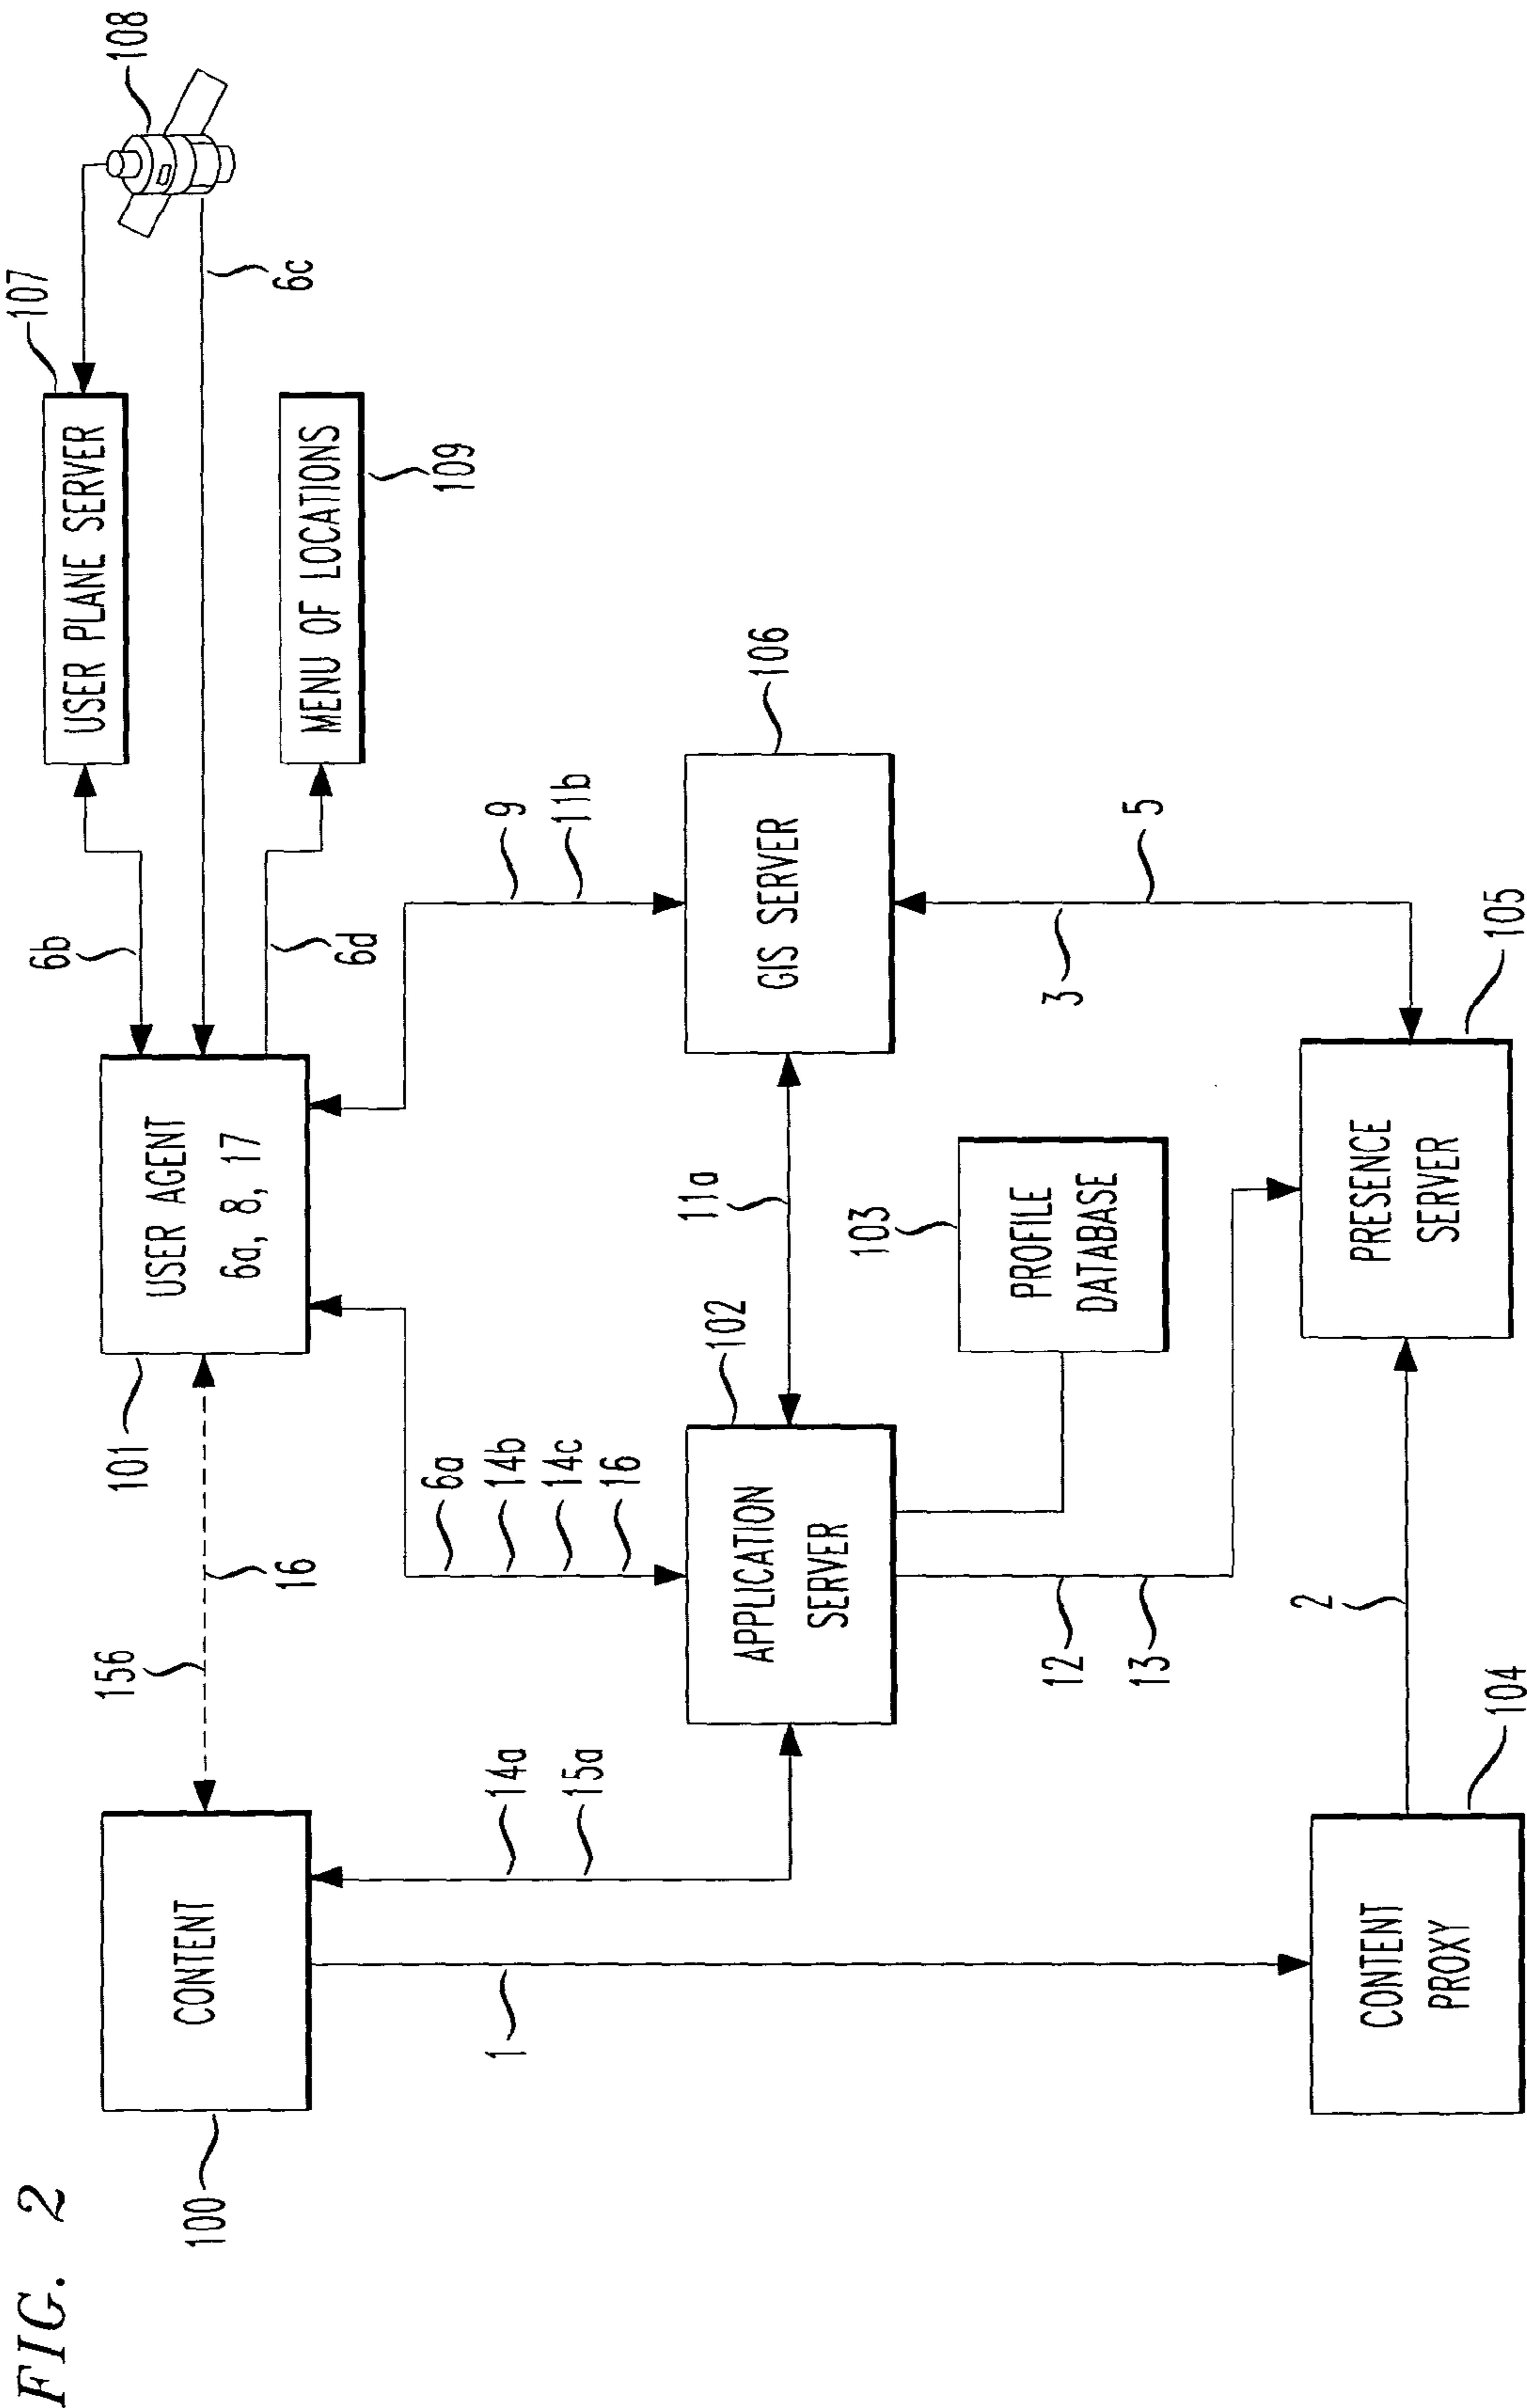 FIG. 2
108
107
USER PLANE SERVER
6c
MENU OF LOCATIONS
109
6b
6d
USER AGENT
6a, 8, 17
101
9
11b
GIS SERVER
106
156
16
6a
14b
14c
16
11a
3
5
CONTENT
100
14a
15a
APPLICATION
SERVER
102
103
PROFILE
DATABASE
12
13
PRESENCE
SERVER
105
1
2
CONTENT
PROXY
104